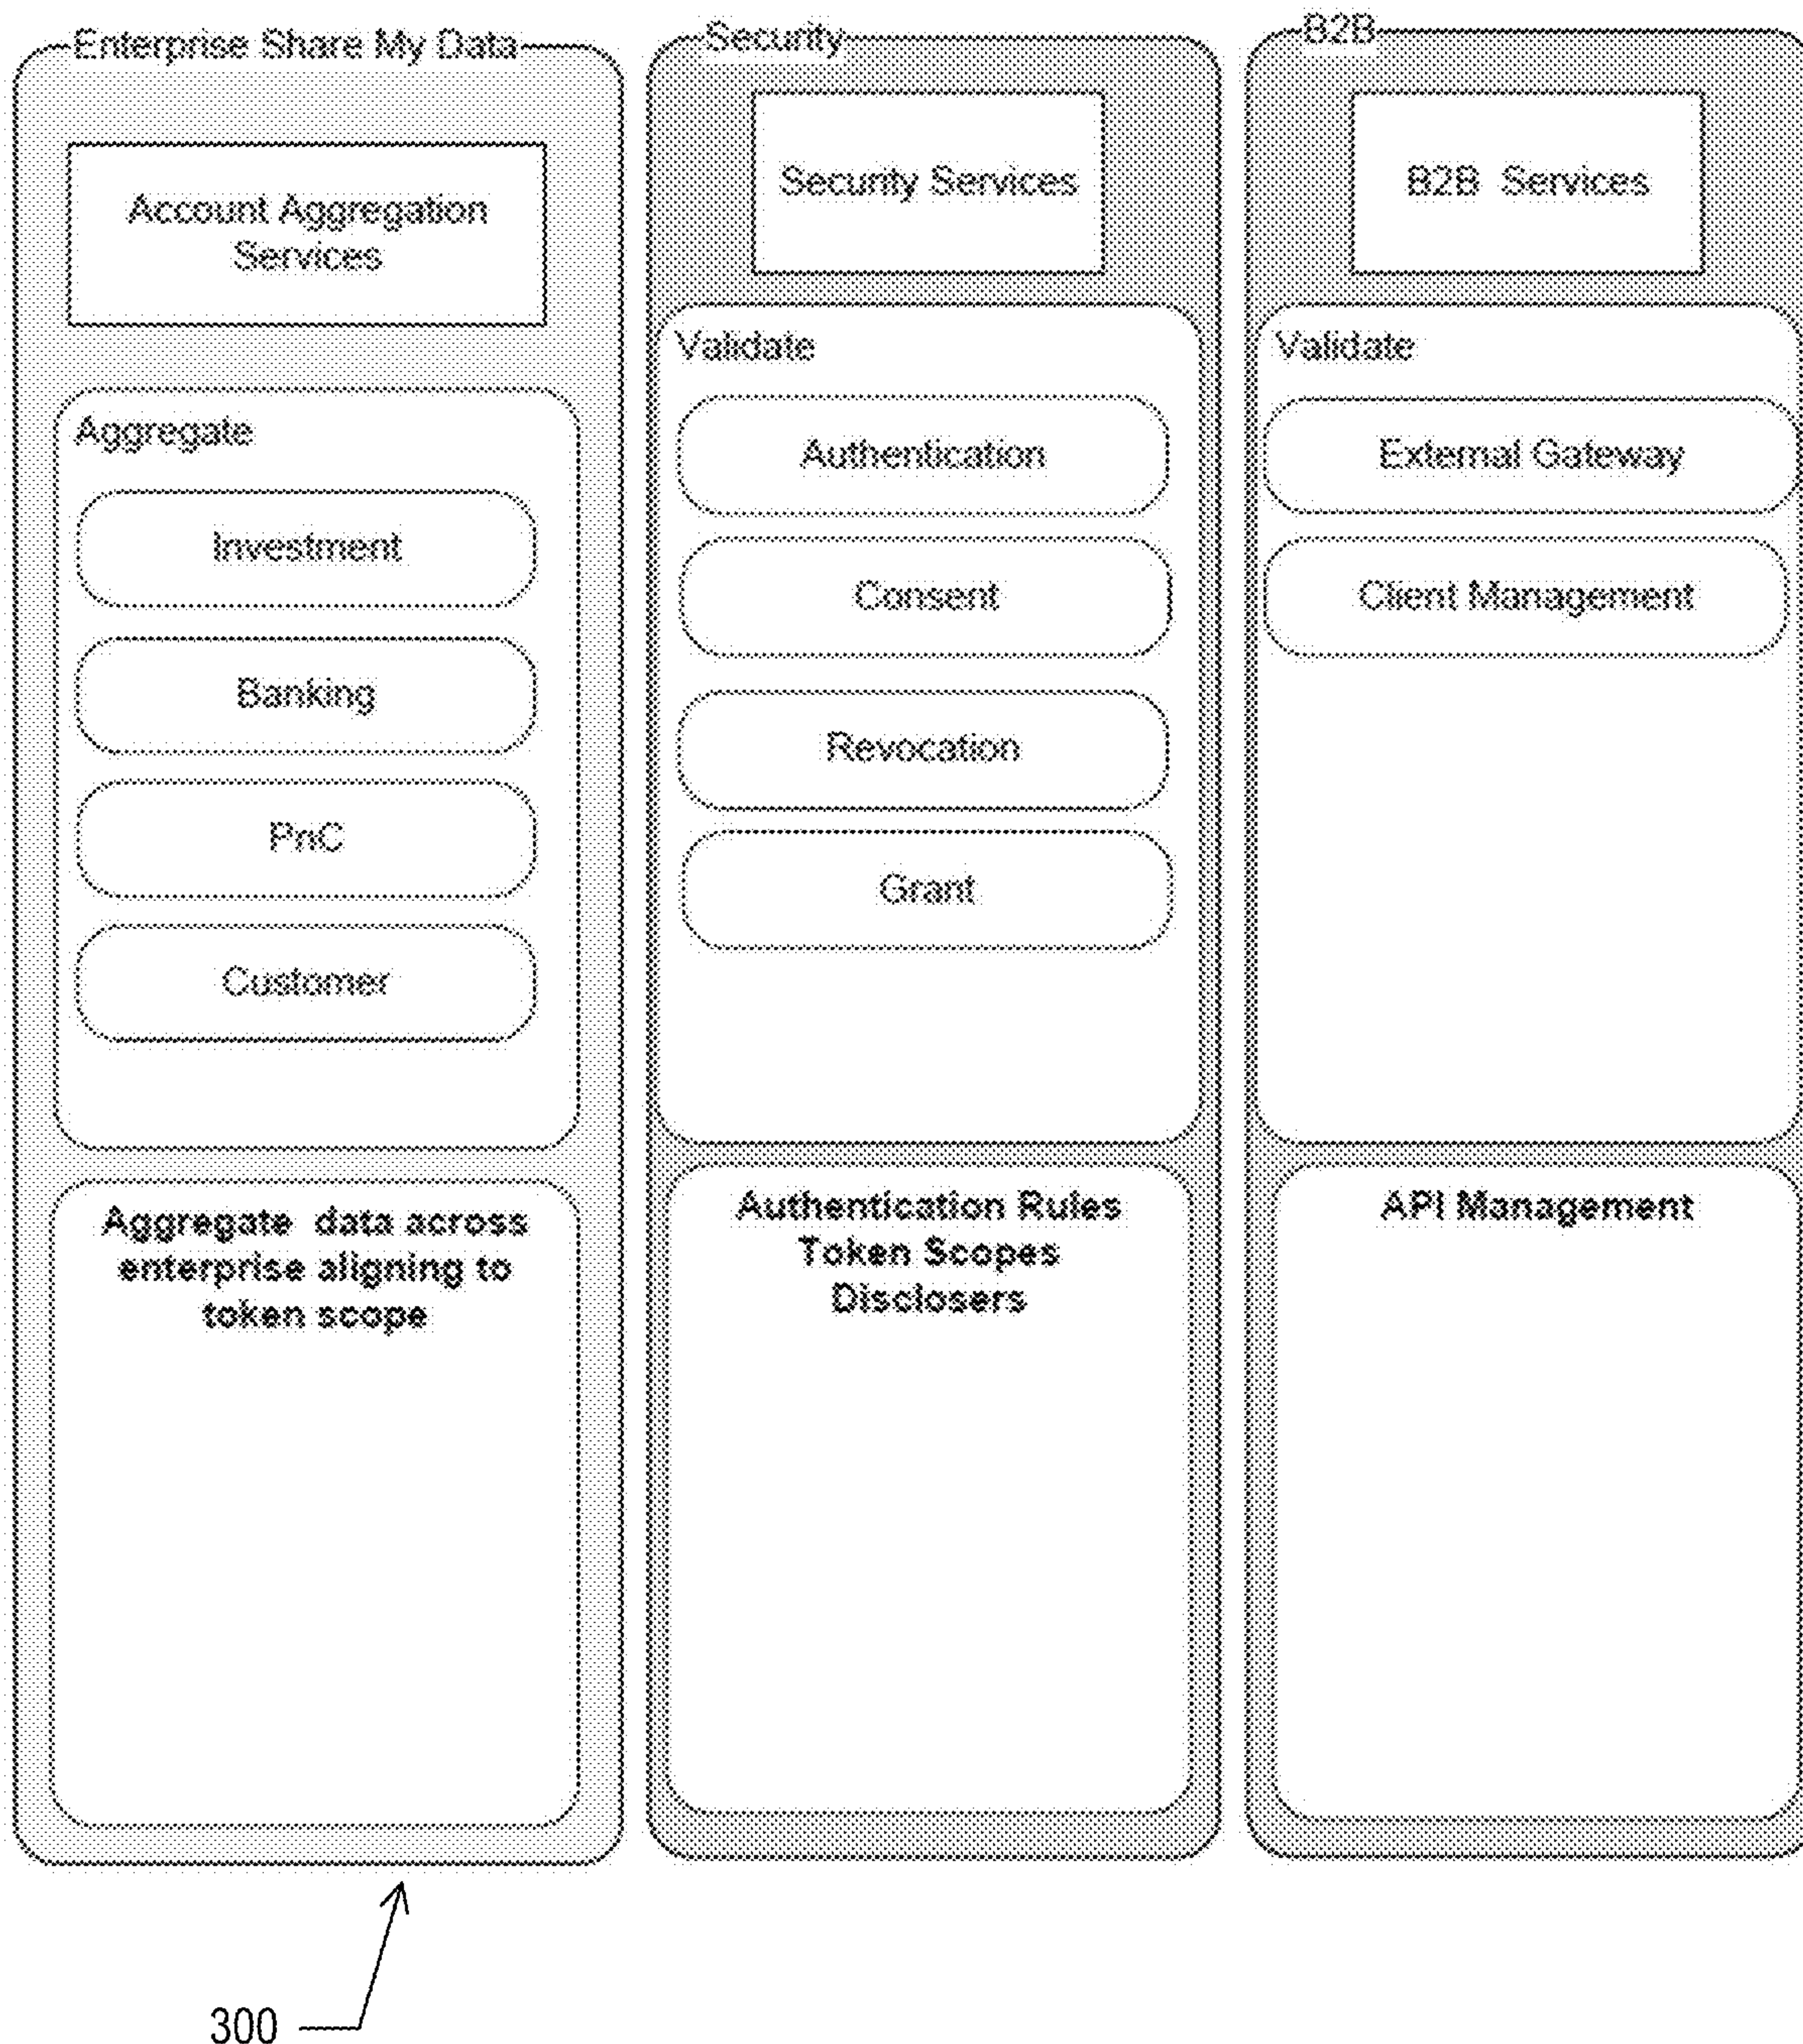 Enterprise Share My Data
Account Aggregation
Services
Aggregate
Investment
Banking
PnC
Customer
Aggregate data across
enterprise aligning to
token scope
Security
Security Services
Validate
Authentication
Consent
Revocation
Grant
Authentication Rules
Token Scopes
Disclosers
B2B
B2B Services
Validate
External Gateway
Client Management
API Management
300